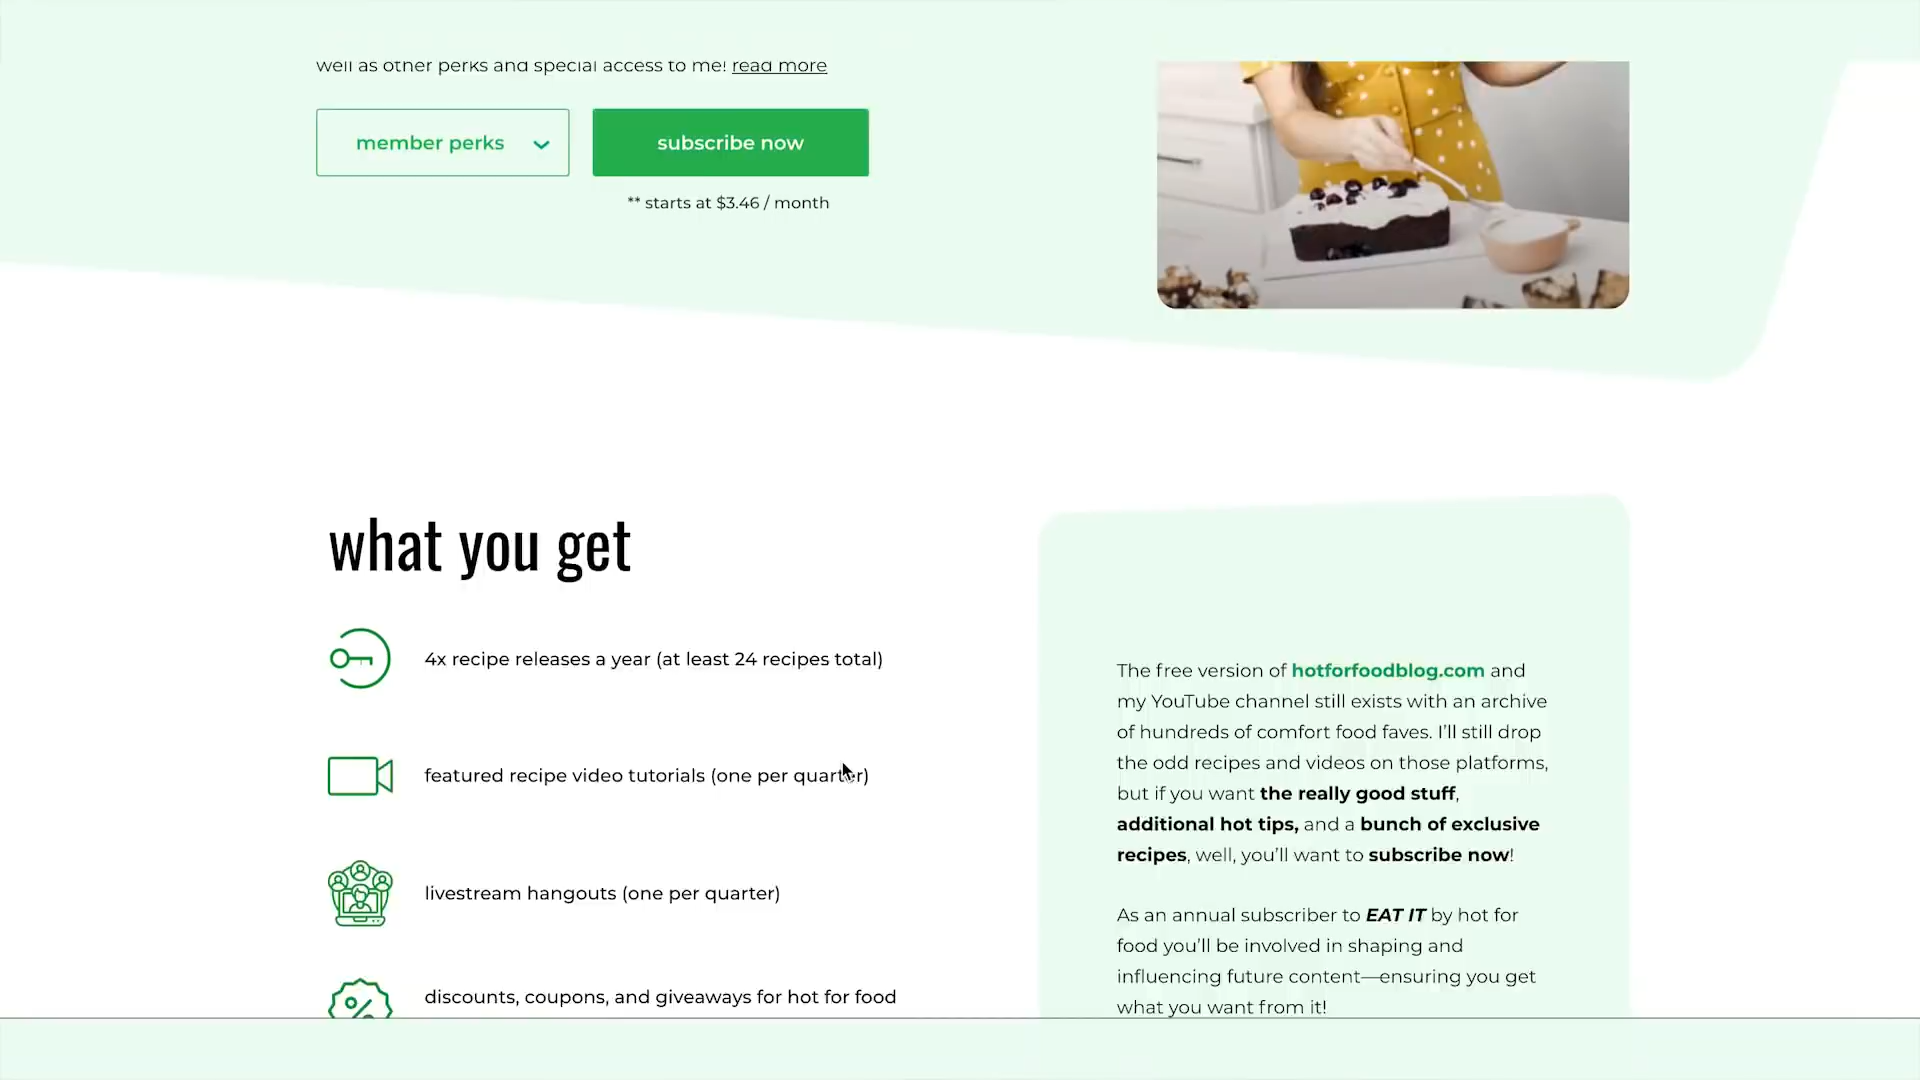 well as other perks and special access to me! read more
member perks
subscribe now
** starts at $3.46 / month
what you get
4x recipe releases a year (at least 24 recipes total)
featured recipe video tutorials (one per quarter)
livestream hangouts (one per quarter)
discounts, coupons, and giveaways for hot for food
The free version of hotforfoodblog.com and
my YouTube channel still exists with an archive
of hundreds of comfort food faves. I'll still drop
the odd recipes and videos on those platforms,
but if you want the really good stuff,
additional hot tips, and a bunch of exclusive
recipes, well, you'll want to subscribe now!
As an annual subscriber to EAT IT by hot for
food you'll be involved in shaping and
influencing future content—ensuring you get
what you want from it!